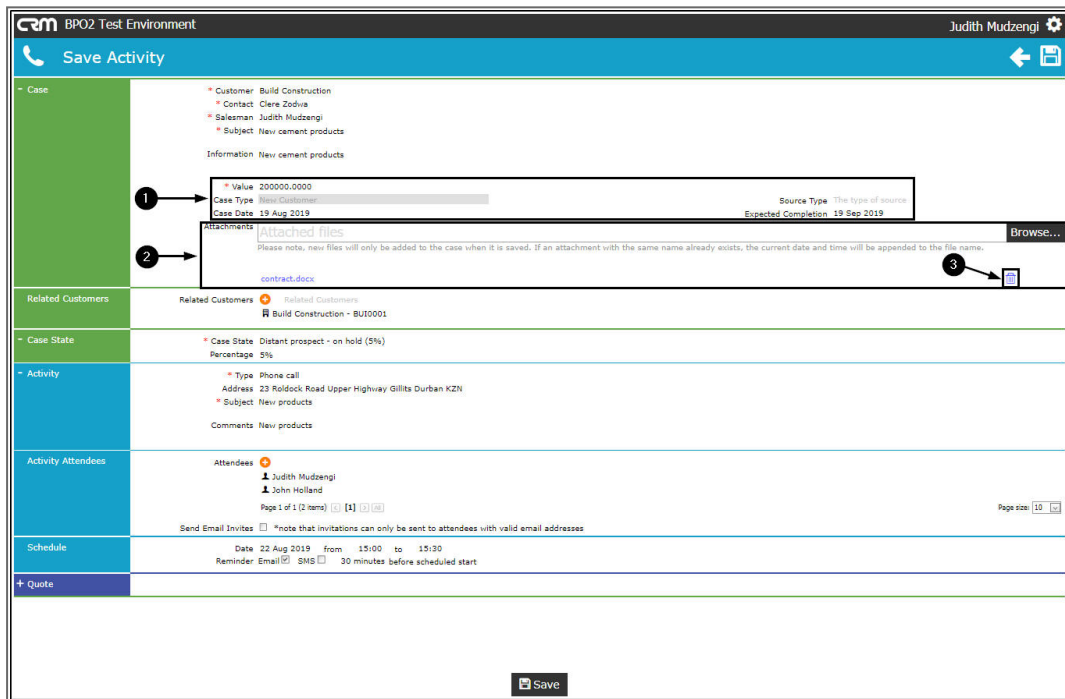 CRM BPO2 Test Environment Judith Mudzengi
Save Activity
- Case
* Customer Build Construction
* Contact Clere Zodwa
* Salesman Judith Mudzengi
* Subject New cement products
Information New cement products
1
* Value 200000.0000
Case Type New Customer Source Type The type of source
Case Date 19 Aug 2019 Expected Completion 19 Sep 2019
2
Attachments Attached files Browse...
Please note, new files will only be added to the case when it is saved. If an attachment with the same name already exists, the current date and time will be appended to the file name.
3
contract.docx
Related Customers Related Customers Related Customers
Build Construction - BUI0001
- Case State * Case State Distant prospect - on hold (5%)
Percentage 5%
- Activity * Type Phone call
Address 23 Roldock Road Upper Highway Gillits Durban KZN
* Subject New products
Comments New products
Activity Attendees Attendees
Judith Mudzengi
John Holland
Page 1 of 1 (2 items) < [1] > All Page size: 10
Send Email Invites *note that invitations can only be sent to attendees with valid email addresses
Schedule Date 22 Aug 2019 from 15:00 to 15:30
Reminder Email SMS 30 minutes before scheduled start
+ Quote
Save